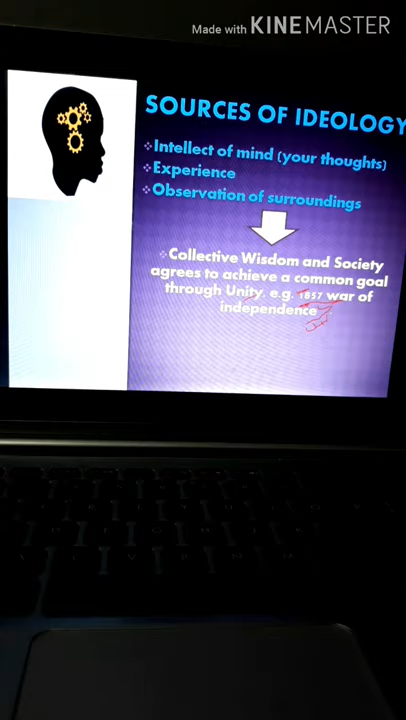 Made with KINEMASTER
SOURCES OF IDEOLOGY
Intellect of mind (your thoughts)
Experience
Observation of surroundings
Collective Wisdom and Society
agrees to achieve a common goal
through Unity. e.g. 1857 war of
independence